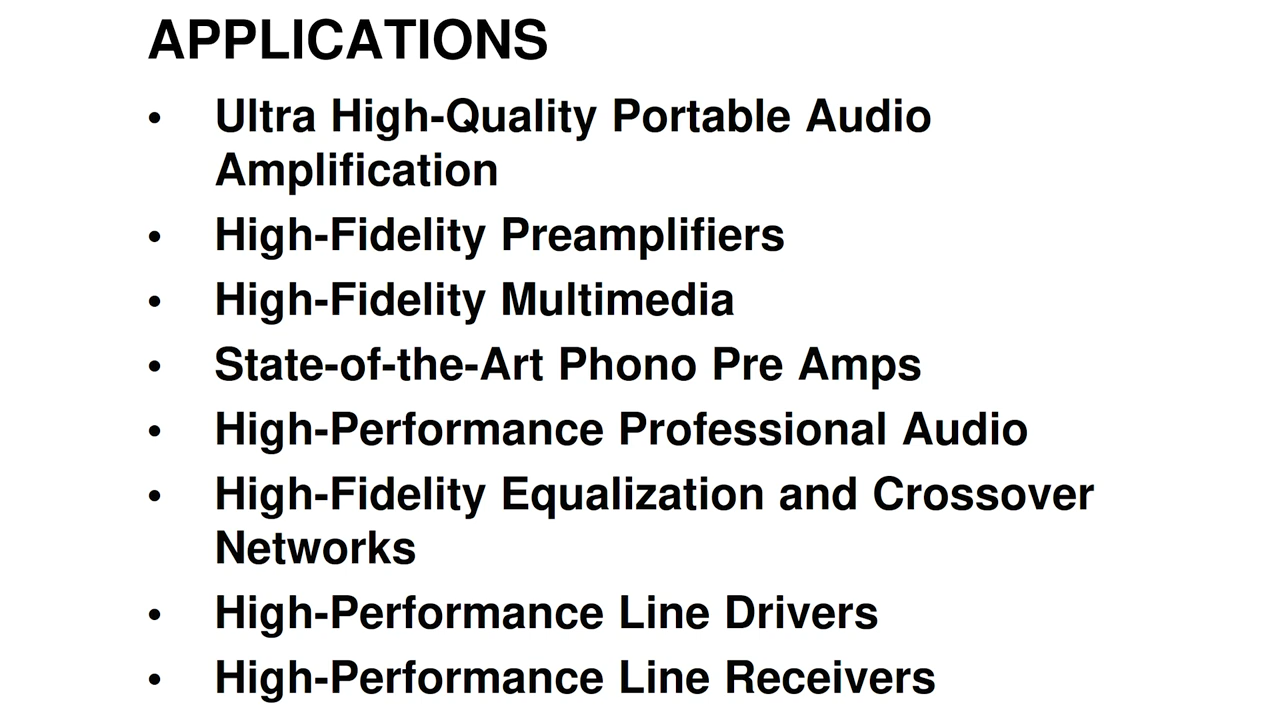 APPLICATIONS
• Ultra High-Quality Portable Audio
Amplification
• High-Fidelity Preamplifiers
• High-Fidelity Multimedia
• State-of-the-Art Phono Pre Amps
• High-Performance Professional Audio
• High-Fidelity Equalization and Crossover
Networks
• High-Performance Line Drivers
• High-Performance Line Receivers